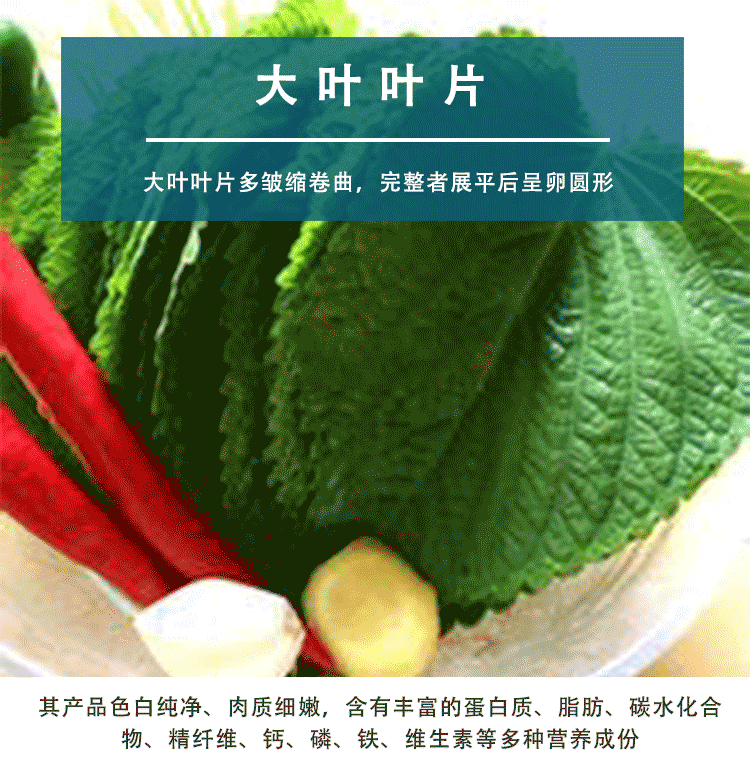 大叶叶片
大叶叶片多皱缩卷曲，完整者展平后呈卵圆形
其产品色白纯净、肉质细嫩，含有丰富的蛋白质、脂肪、碳水化合
物、精纤维、钙、磷、铁、维生素等多种营养成份